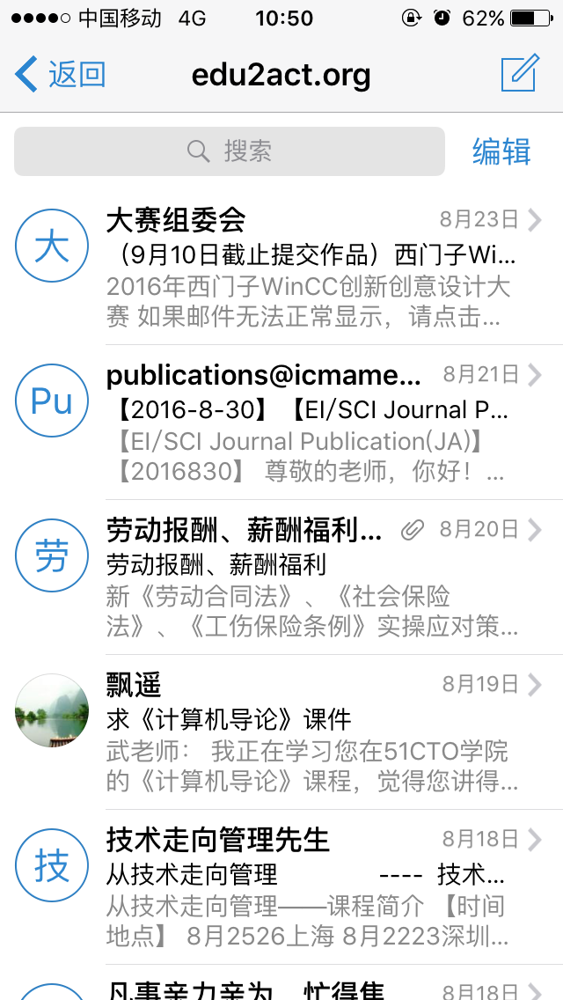 中国移动 4G 10:50 62%
返回 edu2act.org
搜索 编辑
大 大赛组委会 8月23日
（9月10日截止提交作品）西门子Wi...
2016年西门子WinCC创新创意设计大
赛 如果邮件无法正常显示，请点击...
Pu publications@icmame... 8月21日
【2016-8-30】【EI/SCI Journal P...
【EI/SCI Journal Publication(JA)】
【2016830】 尊敬的老师，你好！ ...
劳 劳动报酬、薪酬福利... 8月20日
劳动报酬、薪酬福利
新《劳动合同法》、《社会保险
法》、《工伤保险条例》实操应对策...
飘遥 8月19日
求《计算机导论》课件
武老师： 我正在学习您在51CTO学院
的《计算机导论》课程，觉得您讲得...
技 技术走向管理先生 8月18日
从技术走向管理 ---- 技术...
从技术走向管理——课程简介 【时间
地点】 8月2526上海 8月2223深圳...
凡事亲力亲为，忙得焦 8月18日